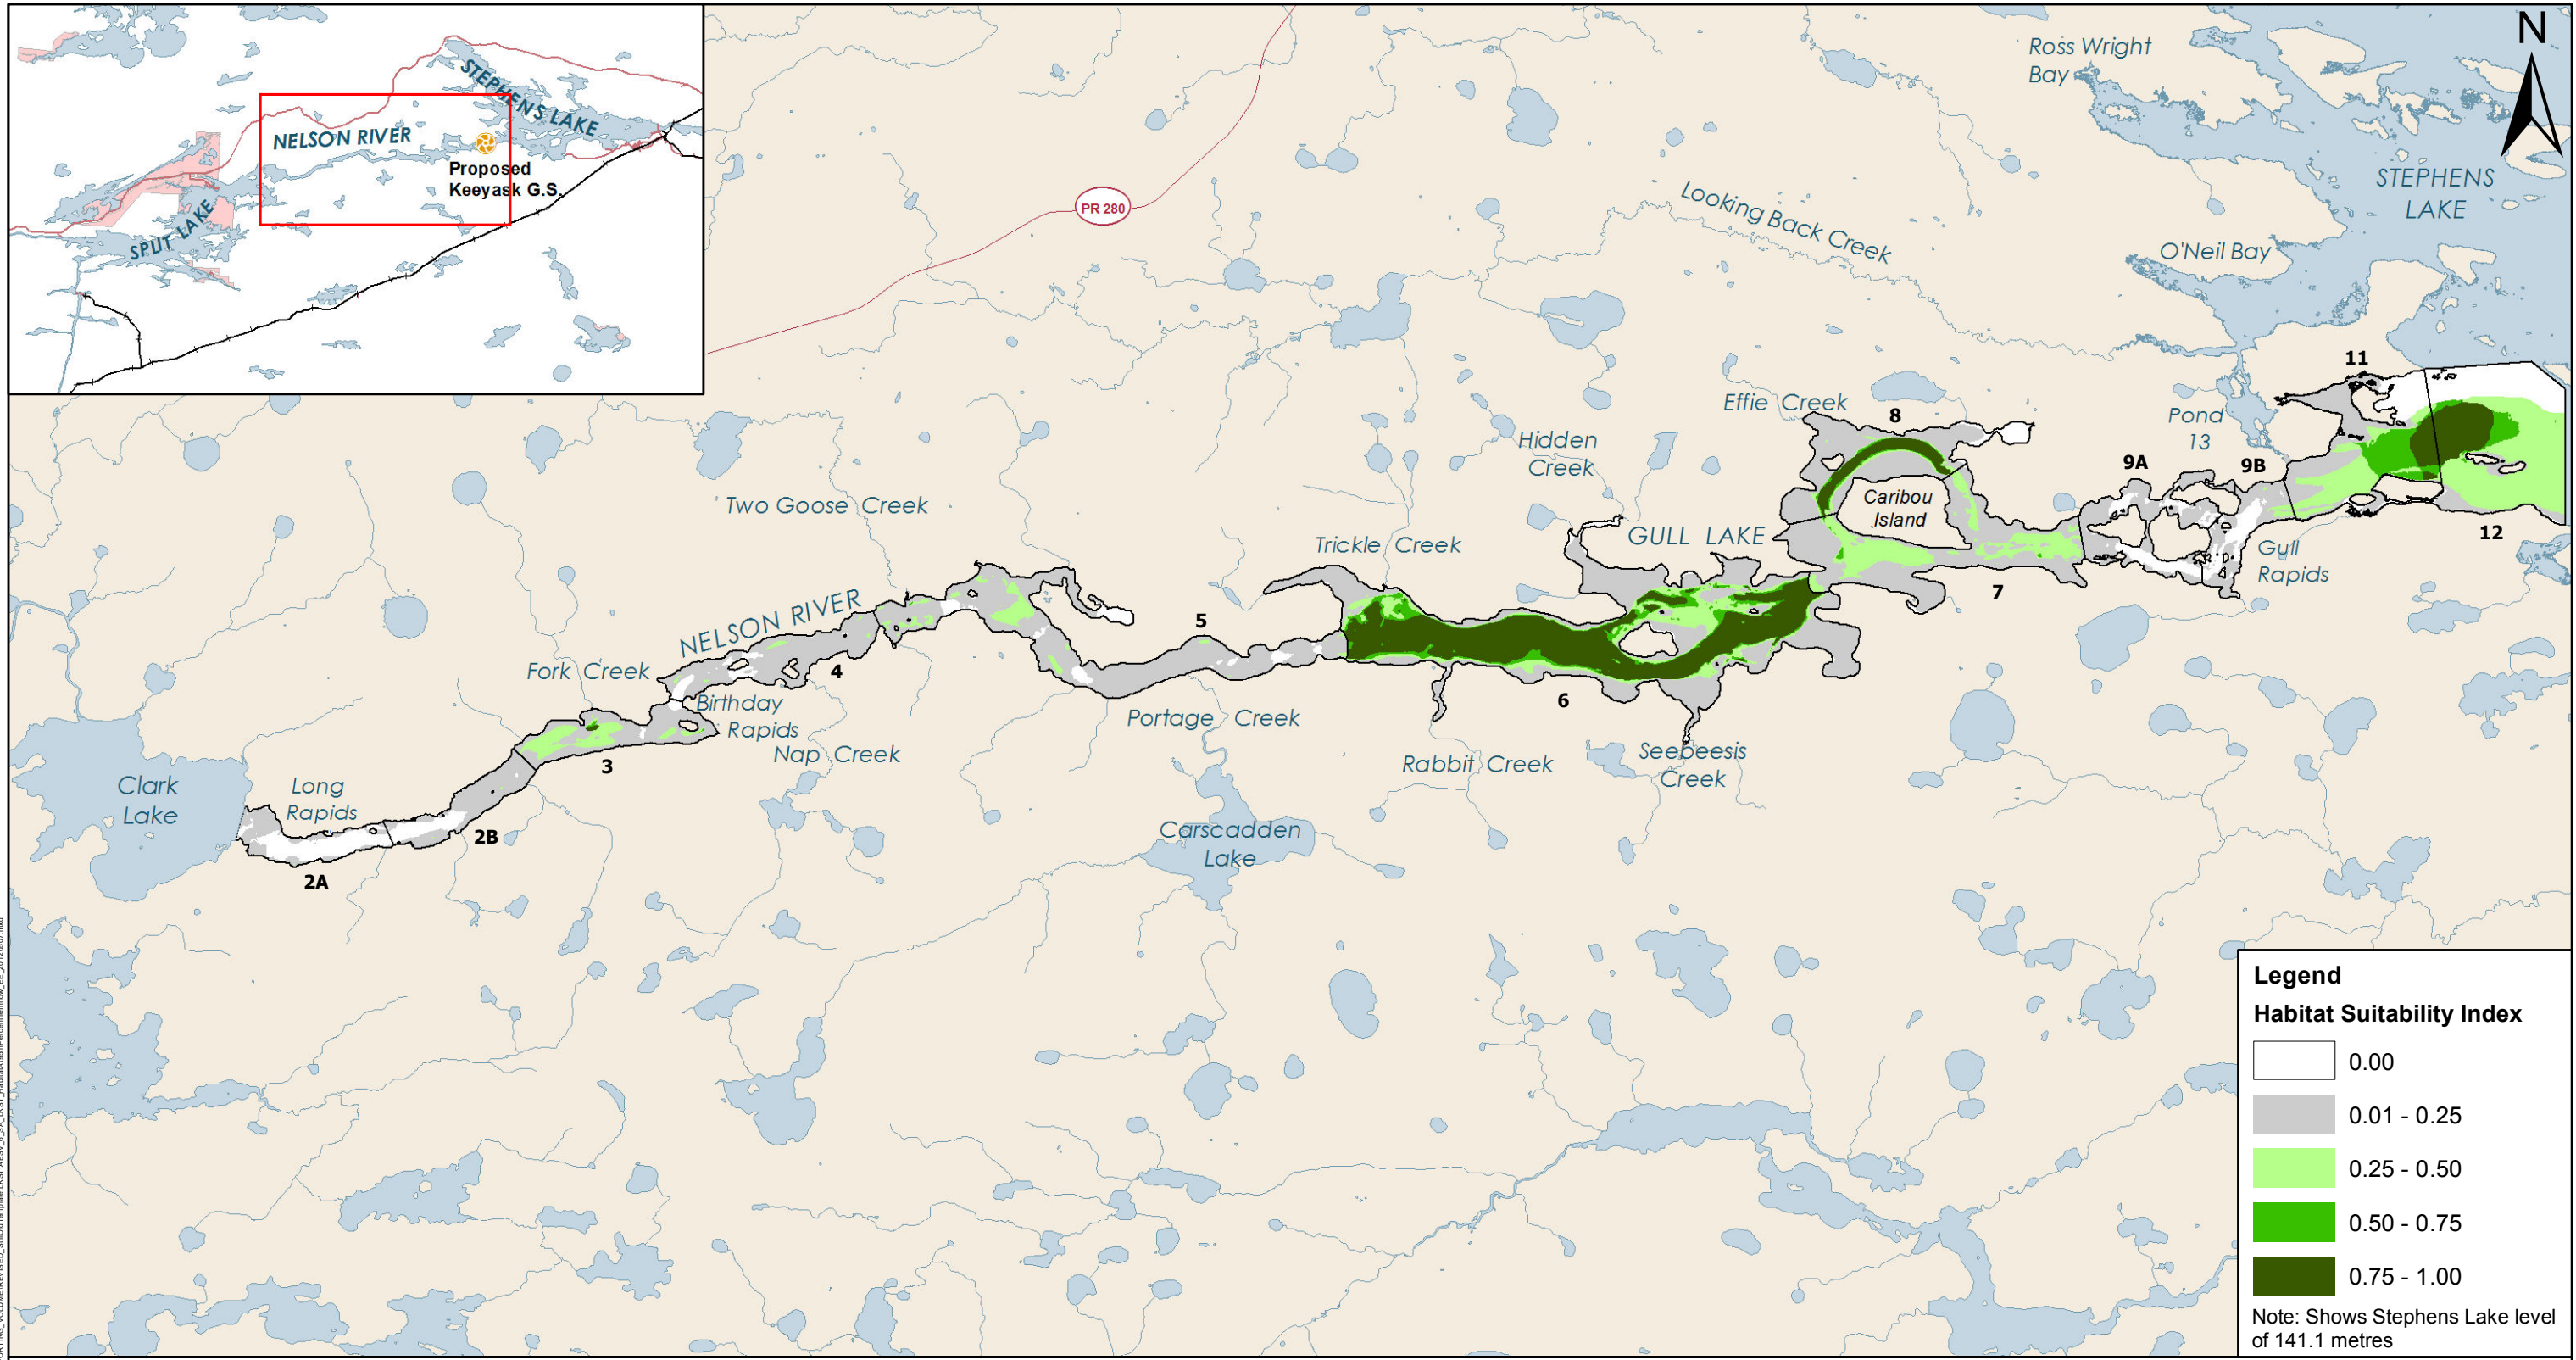 STEPHENS LAKE
NELSON RIVER
Proposed
Keeyask G.S.
SPLIT LAKE
N
Ross Wright
Bay
STEPHENS
LAKE
PR 280
Looking Back Creek
O'Neil Bay
11
Effie Creek
8
Pond
13
Hidden
Creek
9A
9B
Two Goose Creek
Caribou
Island
GULL LAKE
12
Trickle Creek
Gull
Rapids
7
NELSON RIVER
5
Fork Creek
4
Birthday
Rapids
6
Portage Creek
Nap Creek
Rabbit Creek
Seebeesis
Creek
3
Clark
Lake
Long
Rapids
2B
Carscadden
Lake
2A
Legend
Habitat Suitability Index
0.00
0.01 - 0.25
0.25 - 0.50
0.50 - 0.75
0.75 - 1.00
Note: Shows Stephens Lake level
of 141.1 metres